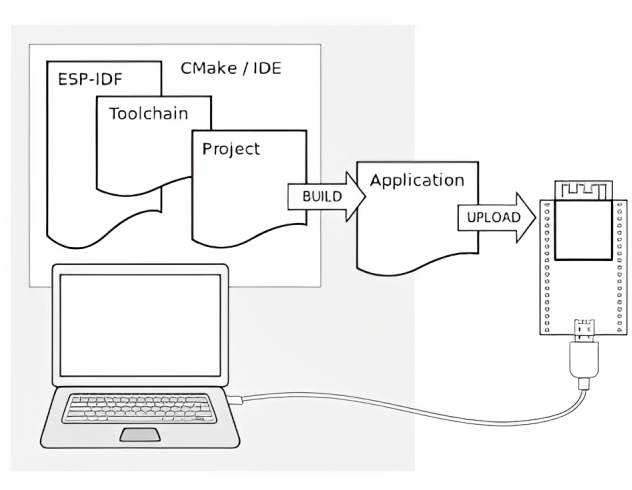 ESP-IDF
CMake / IDE
Toolchain
Project
BUILD
Application
UPLOAD